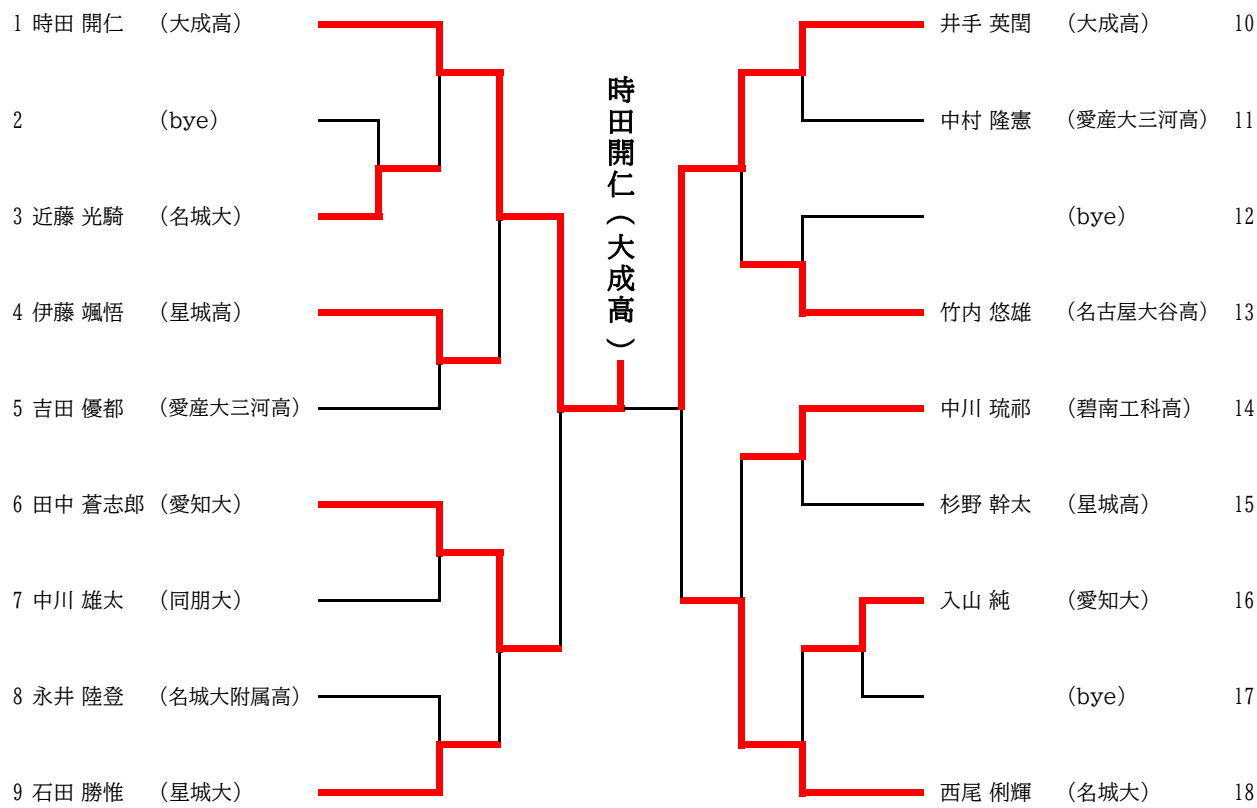 1 時田 開仁 (大成高)
2 (bye)
3 近藤 光騎 (名城大)
4 伊藤 颯悟 (星城高)
5 吉田 優都 (愛産大三河高)
6 田中 蒼志郎 (愛知大)
7 中川 雄太 (同朋大)
8 永井 陸登 (名城大附属高)
9 石田 勝惟 (星城大)
時田開仁(大成高)
井手 英閏 (大成高) 10
中村 隆憲 (愛産大三河高) 11
(bye) 12
竹内 悠雄 (名古屋大谷高) 13
中川 琉祁 (碧南工科高) 14
杉野 幹太 (星城高) 15
入山 純 (愛知大) 16
(bye) 17
西尾 俐輝 (名城大) 18